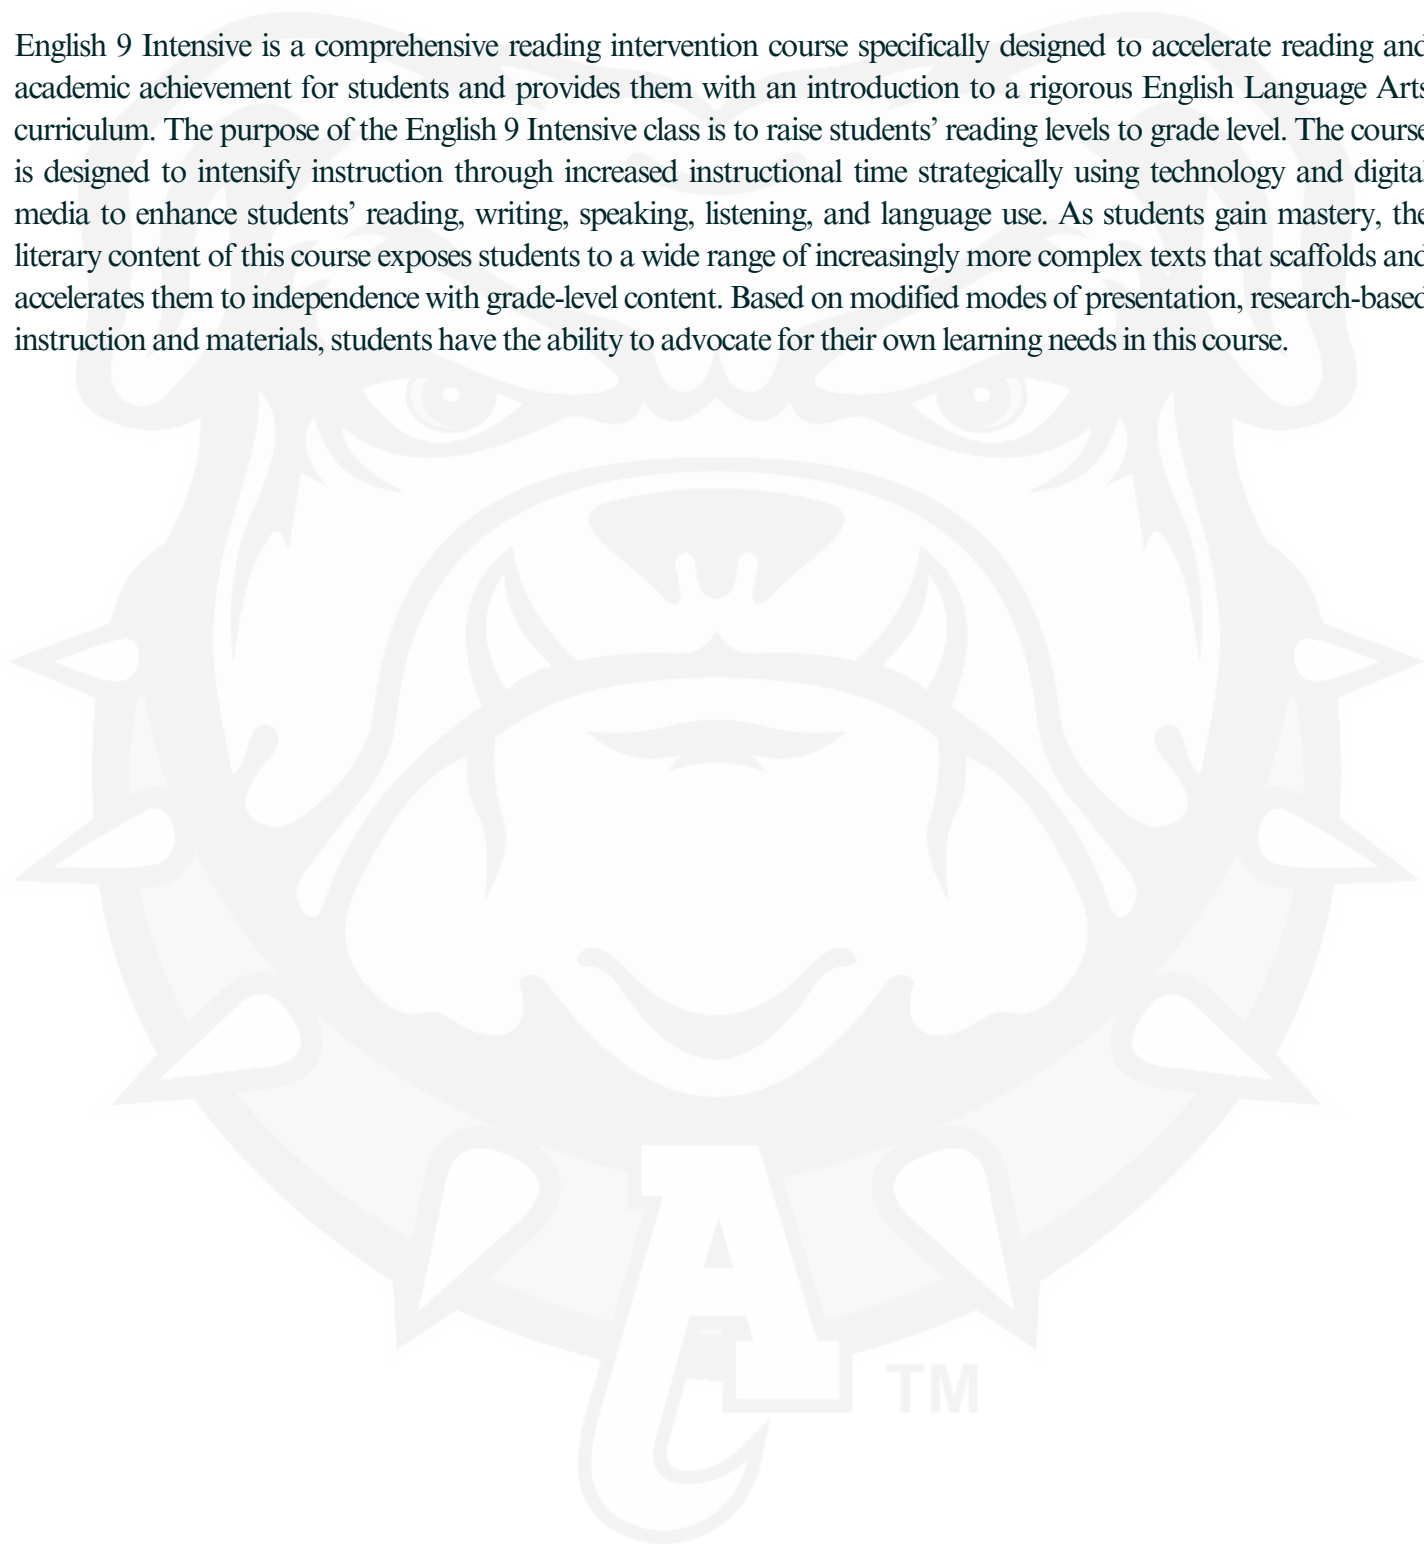 English 9 Intensive is a comprehensive reading intervention course specifically designed to accelerate reading and
academic achievement for students and provides them with an introduction to a rigorous English Language Arts
curriculum. The purpose of the English 9 Intensive class is to raise students’ reading levels to grade level. The course
is designed to intensify instruction through increased instructional time strategically using technology and digital
media to enhance students’ reading, writing, speaking, listening, and language use. As students gain mastery, the
literary content of this course exposes students to a wide range of increasingly more complex texts that scaffolds and
accelerates them to independence with grade-level content. Based on modified modes of presentation, research-based
instruction and materials, students have the ability to advocate for their own learning needs in this course.
A
TM